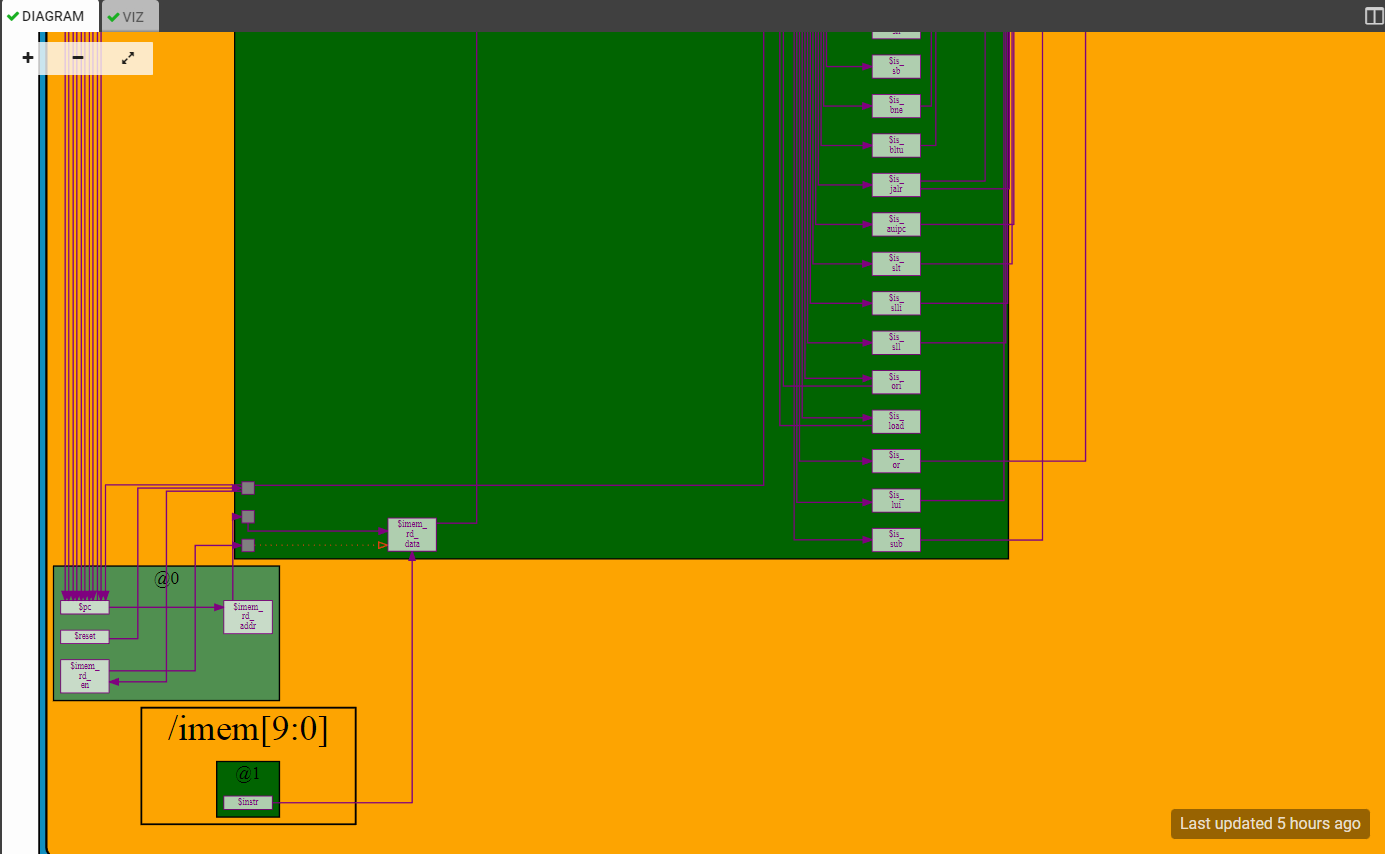 DIAGRAM
VIZ
$is_
sb
$is_
bne
$is_
bltu
$is_
jalr
$is_
auipc
$is_
slt
$is_
slli
$is_
sll
$is_
ori
$is_
load
$is_
or
$is_
lui
$is_
sub
$imem_
rd_
data
@0
$pc
$reset
$imem_
rd_
en
$imem_
rd_
addr
/imem[9:0]
@1
$instr
Last updated 5 hours ago